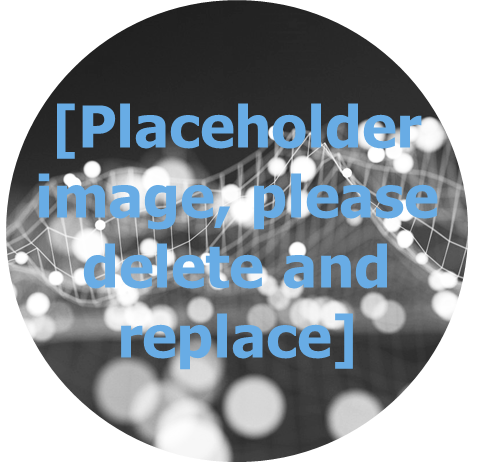 [Placeholder
image, please
delete and
replace]